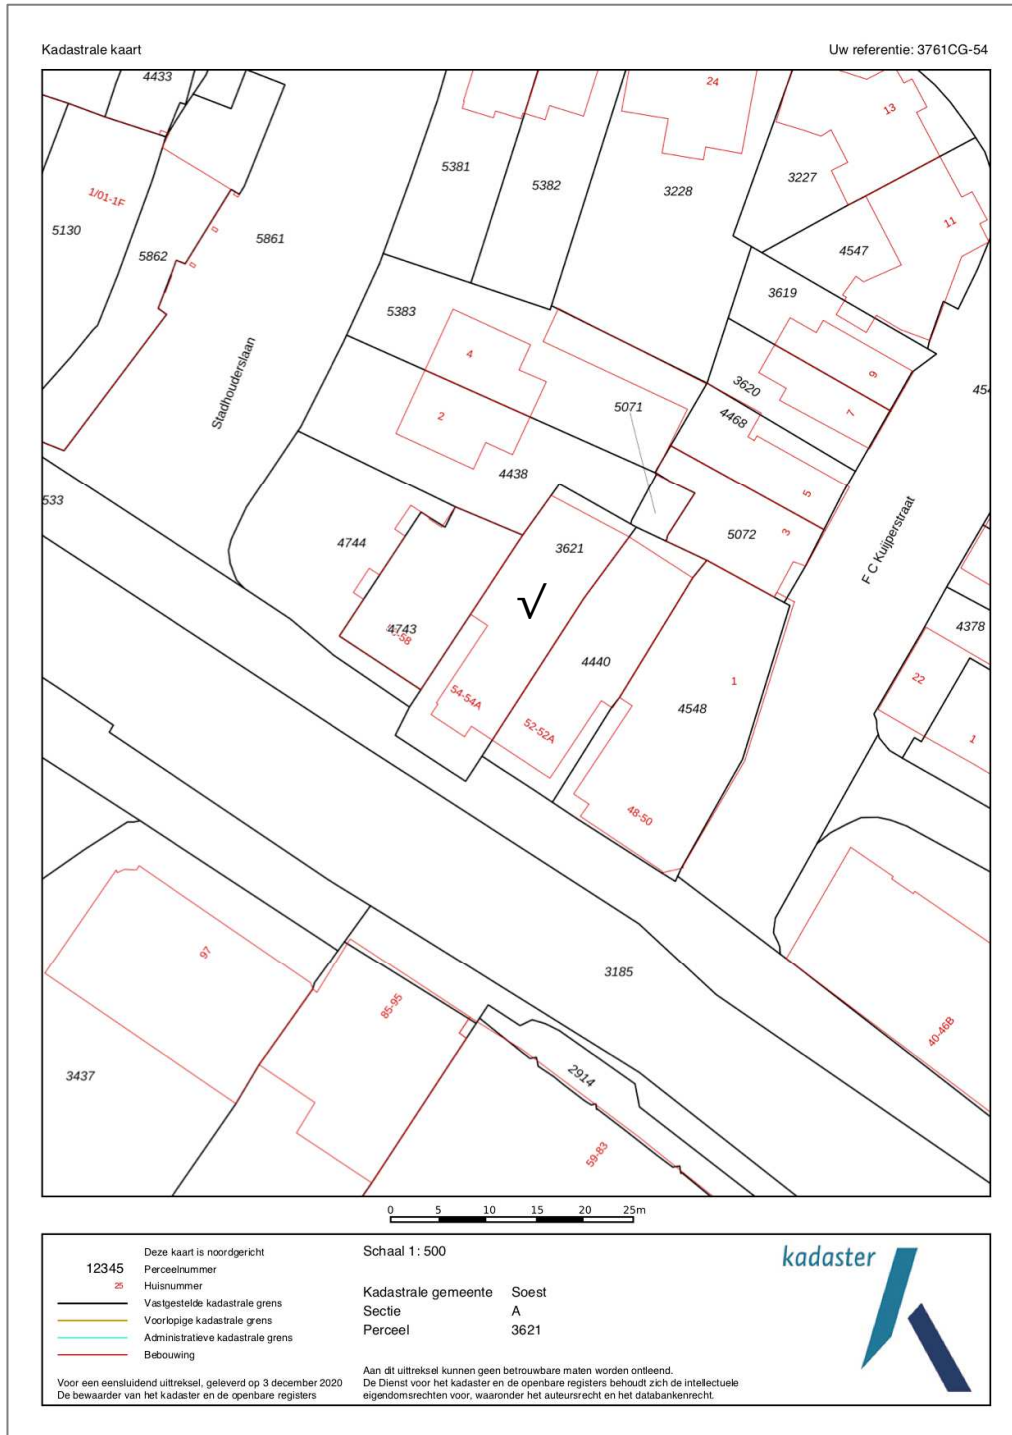 Kadastrale kaart
Uw referentie: 3761CG-54
4433
24
13
5381
5382
3228
3227
1/01-1F
5130
5862
5861
11
4547
3619
5383
4
2
3620
9
7
5071
4468
Stadhouderslaan
4438
5
533
3621
5072
3
F C Kuijperstraat
4744
√
4743
4378
4440
22
1
54-54A
4548
52-52A
1
48-50
97
3185
85-95
40-46B
3437
2914
59-83
0 5 10 15 20 25m
Deze kaart is noordgericht
12345 Perceelnummer
25 Huisnummer
Vastgestelde kadastrale grens
Voorlopige kadastrale grens
Administratieve kadastrale grens
Bebouwing
Voor een eensluidend uittreksel, geleverd op 3 december 2020
De bewaarder van het kadaster en de openbare registers
Schaal 1: 500
Kadastrale gemeente Soest
Sectie A
Perceel 3621
Aan dit uittreksel kunnen geen betrouwbare maten worden ontleend.
De Dienst voor het kadaster en de openbare registers behoudt zich de intellectuele
eigendomsrechten voor, waaronder het auteursrecht en het databankenrecht.
kadaster